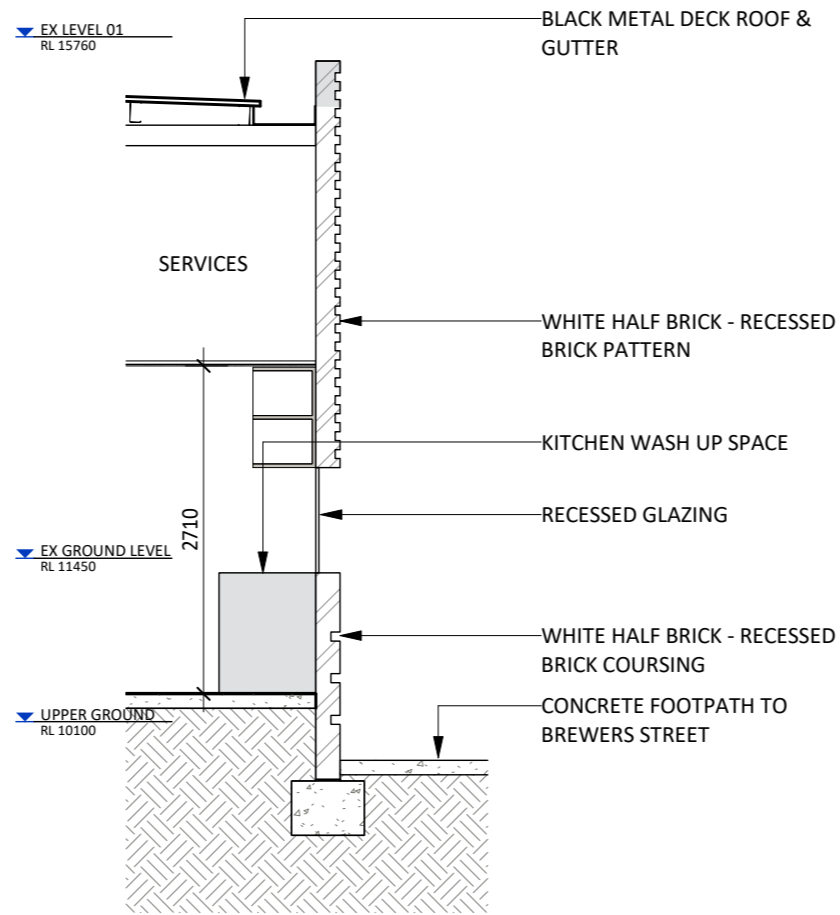 EX LEVEL 01
RL 15760
BLACK METAL DECK ROOF &
GUTTER
SERVICES
WHITE HALF BRICK - RECESSED
BRICK PATTERN
KITCHEN WASH UP SPACE
RECESSED GLAZING
2710
EX GROUND LEVEL
RL 11450
WHITE HALF BRICK - RECESSED
BRICK COURSING
UPPER GROUND
RL 10100
CONCRETE FOOTPATH TO
BREWERS STREET